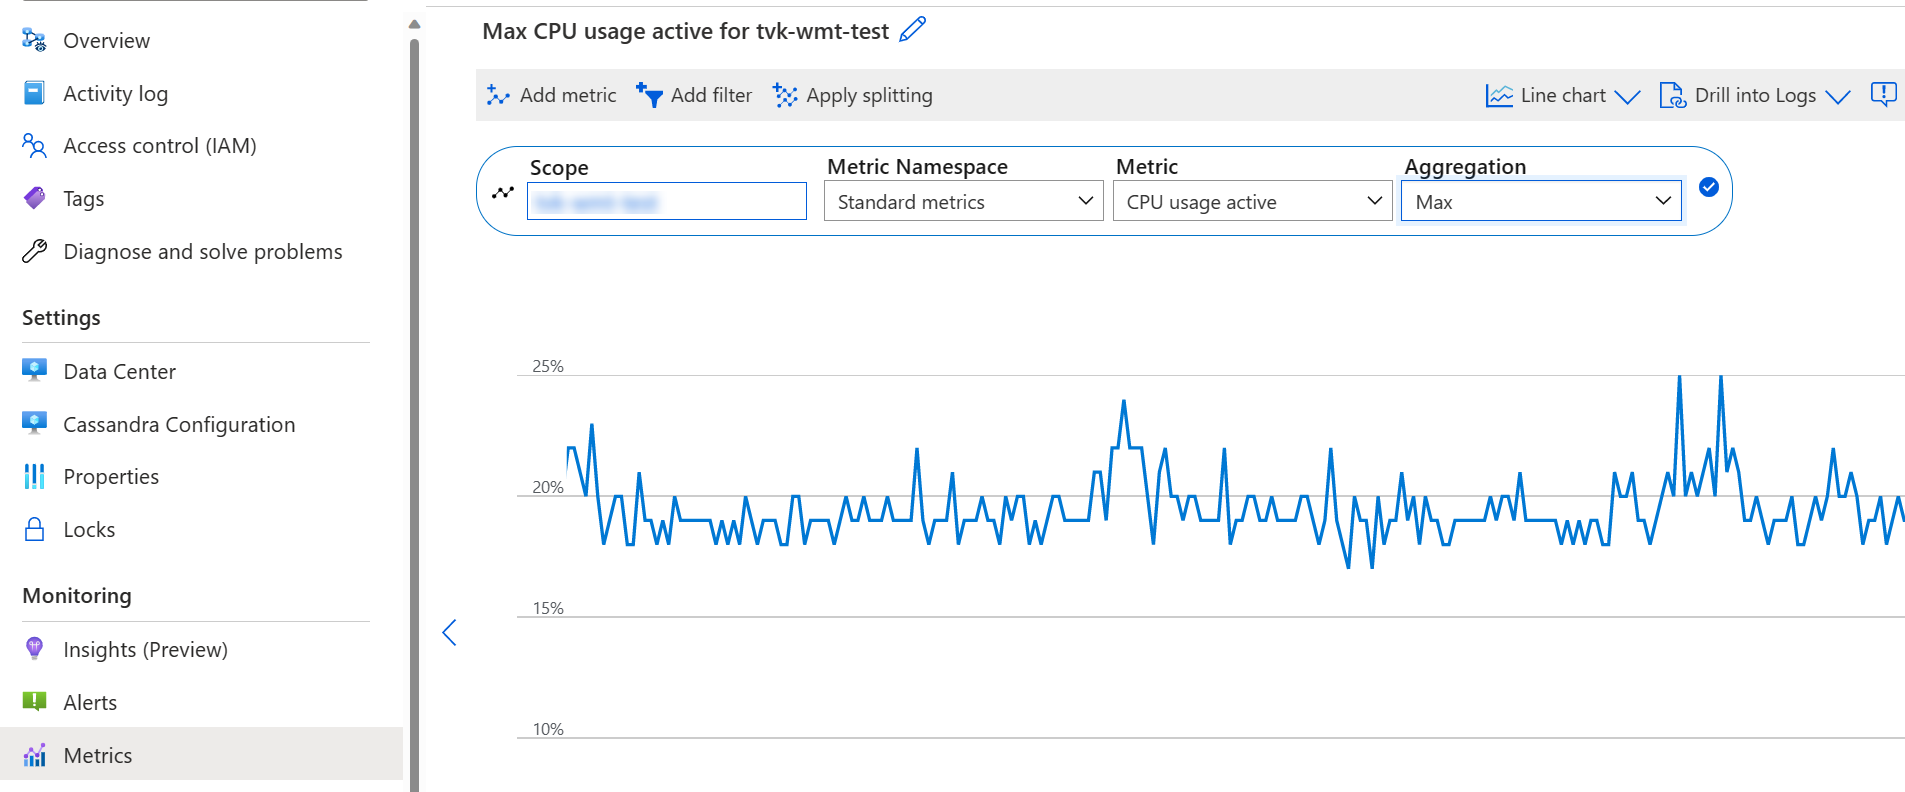 Overview
Activity log
Access control (IAM)
Tags
Diagnose and solve problems
Settings
Data Center
Cassandra Configuration
Properties
Locks
Monitoring
Insights (Preview)
Alerts
Metrics
Max CPU usage active for tvk-wmt-test
Add metric
Add filter
Apply splitting
Line chart
Drill into Logs
Scope
Metric Namespace
Standard metrics
Metric
CPU usage active
Aggregation
Max
25%
20%
15%
10%